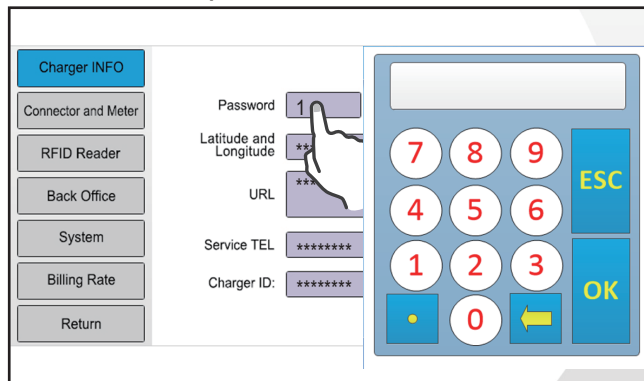 Charger INFO
Connector and Meter
RFID Reader
Back Office
System
Billing Rate
Return
Password 1
Latitude and
Longitude **
URL ***
Service TEL ********
Charger ID: ********
7 8 9 ESC
4 5 6
1 2 3 OK
• 0